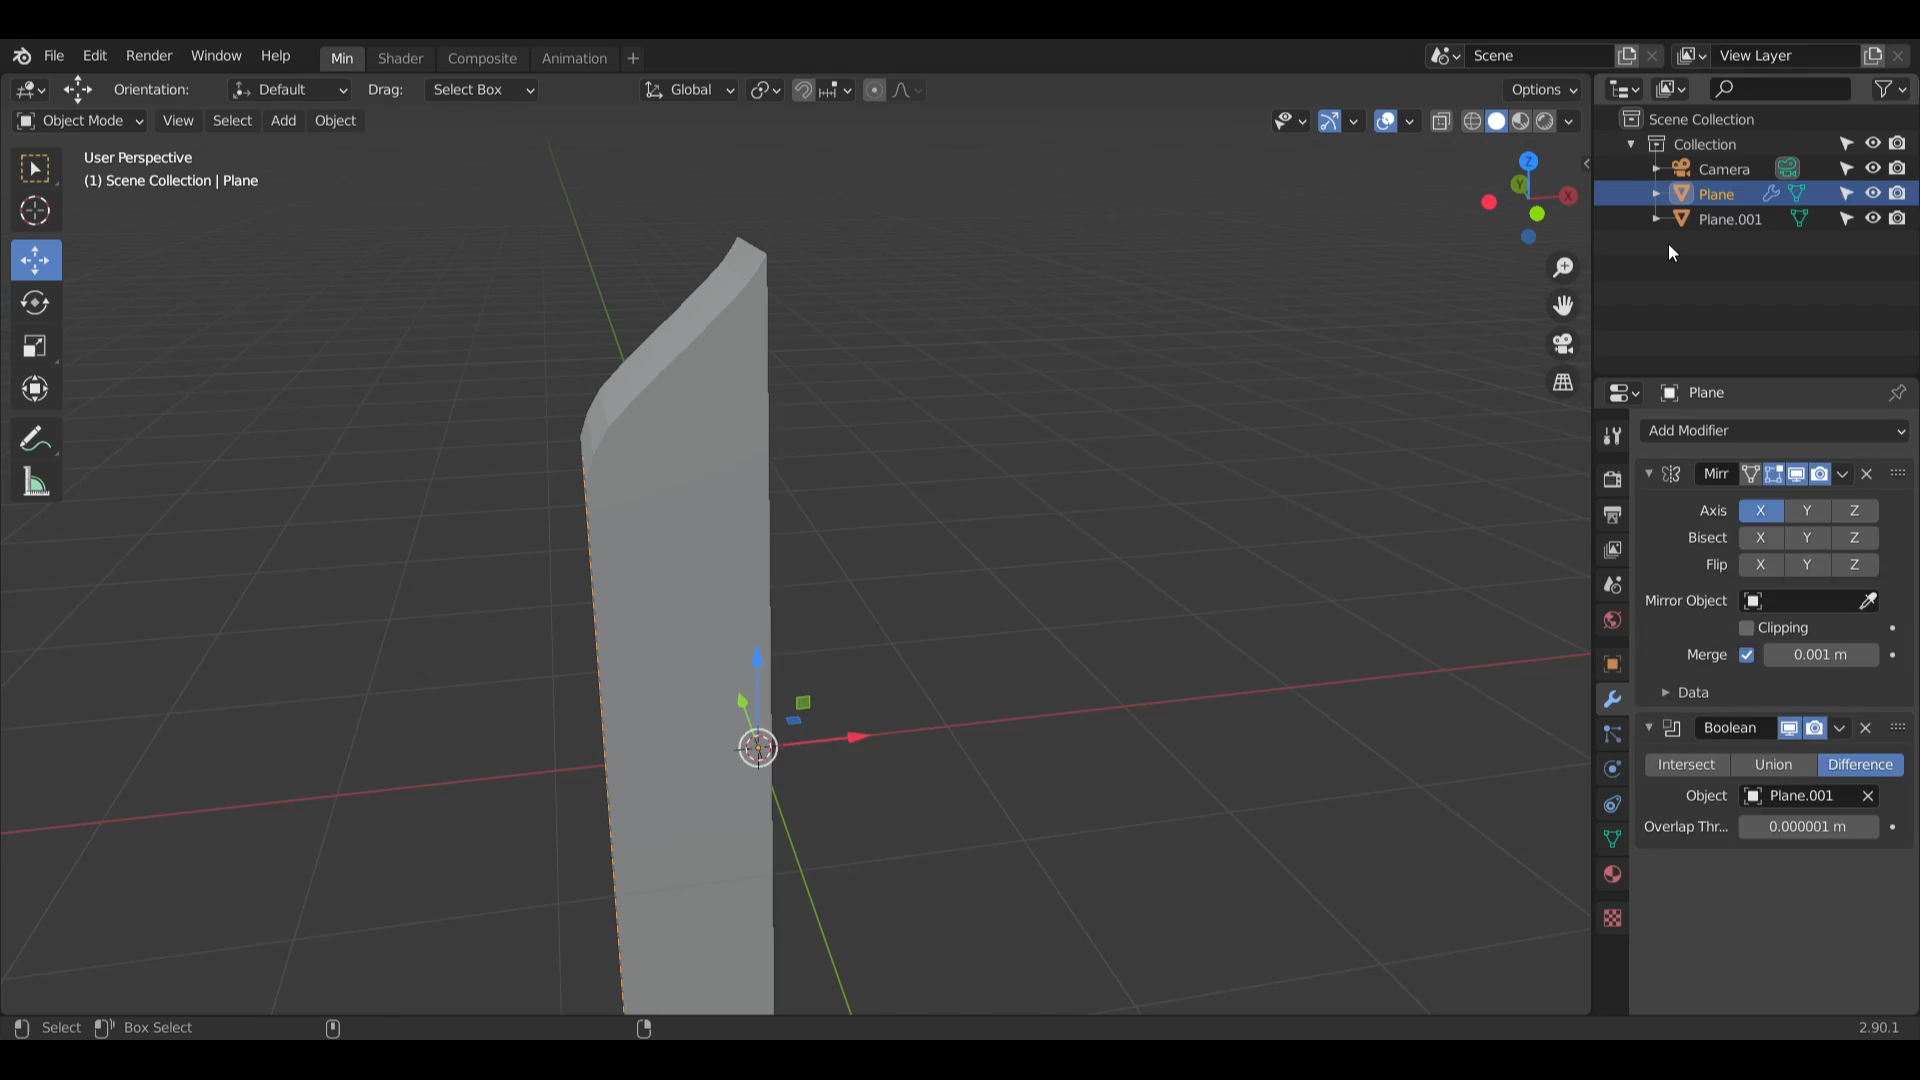 File Edit Render Window Help Min Shader Composite Animation + Scene View Layer
Orientation: Default Drag: Select Box Global Options
Object Mode View Select Add Object
User Perspective
(1) Scene Collection | Plane
Z
Y
X
Scene Collection
Collection
Camera
Plane
Plane.001
Plane
Add Modifier
Mirr
Axis X Y Z
Bisect X Y Z
Flip X Y Z
Mirror Object
Clipping
Merge 0.001 m
Data
Boolean
Intersect Union Difference
Object Plane.001
Overlap Thr... 0.000001 m
Select Box Select 2.90.1